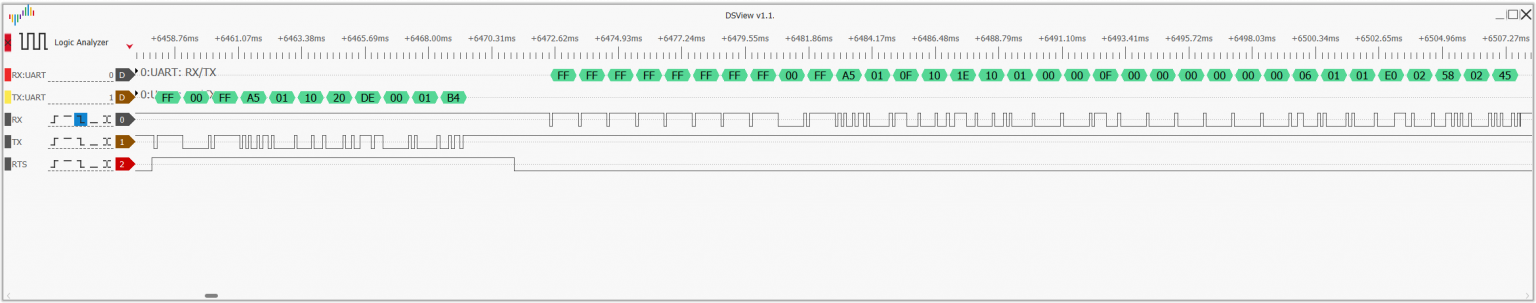 DSView v1.1.
Logic Analyzer
+6458.76ms +6461.07ms +6463.38ms +6465.69ms +6468.00ms +6470.31ms +6472.62ms +6474.93ms +6477.24ms +6479.55ms +6481.86ms +6484.17ms +6486.48ms +6488.79ms +6491.10ms +6493.41ms +6495.72ms +6498.03ms +6500.34ms +6502.65ms +6504.96ms +6507.27ms
RX:UART 0 D 0:UART: RX/TX FF FF FF FF FF FF FF FF 00 FF A5 01 0F 10 1E 10 01 00 00 0F 00 00 00 00 00 00 06 01 01 E0 02 58 02 45
TX:UART 1 D FF 00 FF A5 01 10 20 DE 00 01 B4
RX 0
TX 1
RTS 2